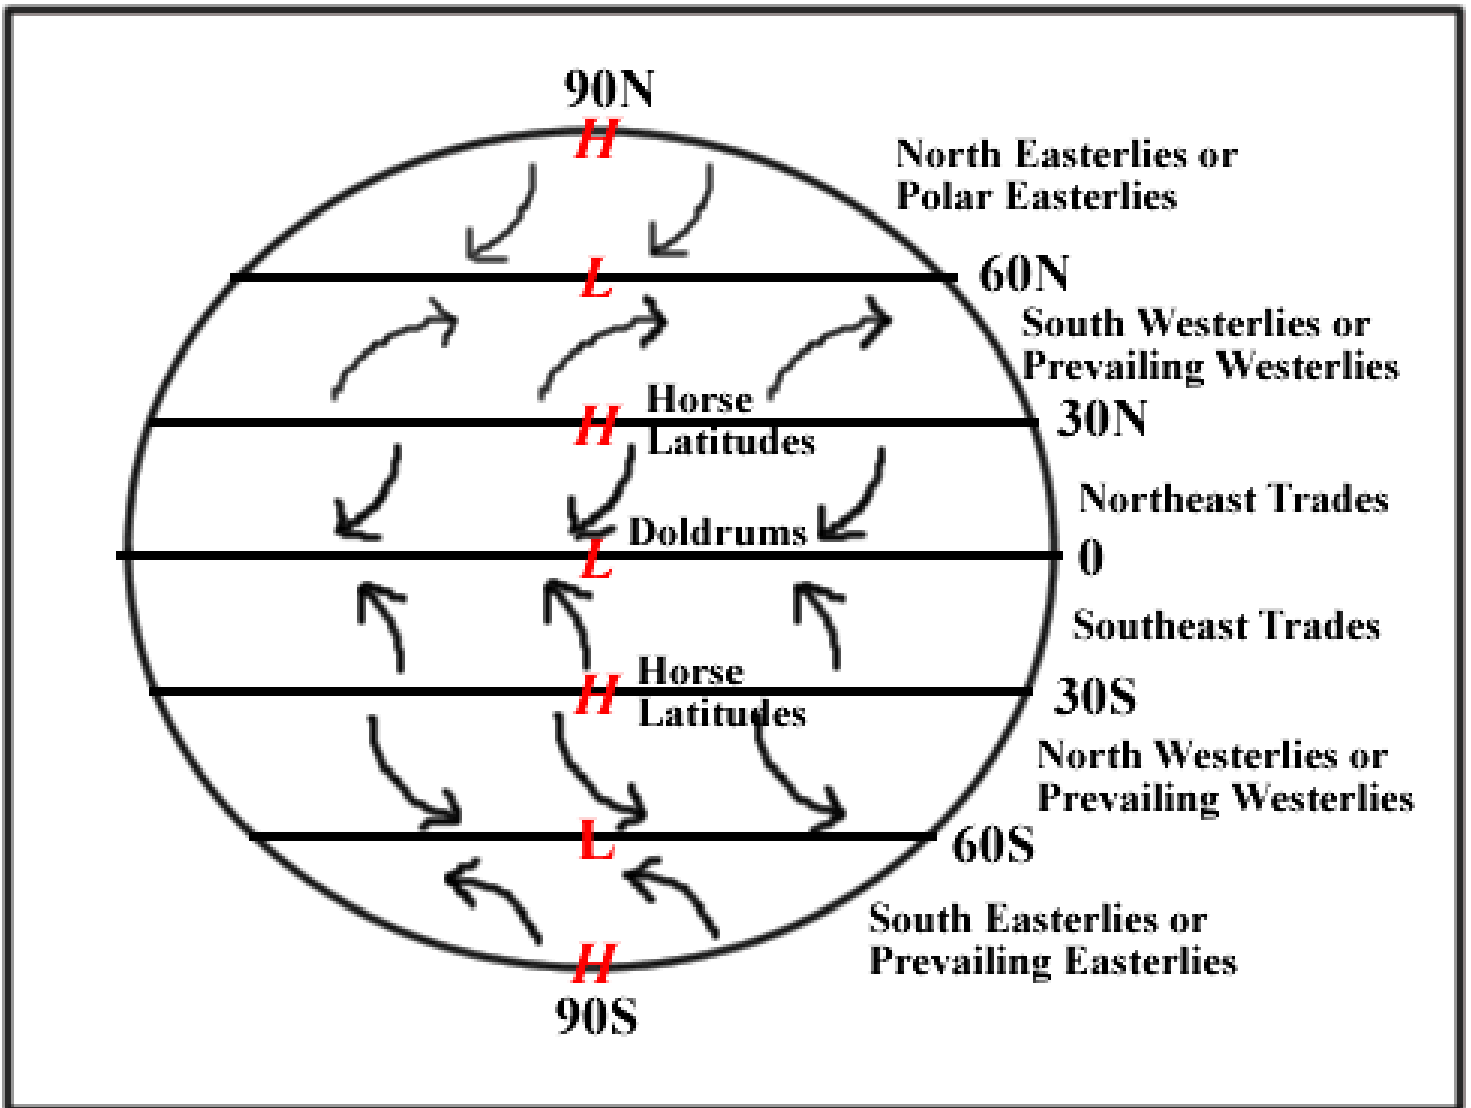 90N
H
North Easterlies or
Polar Easterlies
L
60N
South Westerlies or
Prevailing Westerlies
Horse
H
Latitudes
30N
Northeast Trades
Doldrums
L
0
Southeast Trades
Horse
H
Latitudes
30S
North Westerlies or
Prevailing Westerlies
L
60S
South Easterlies or
Prevailing Easterlies
H
90S